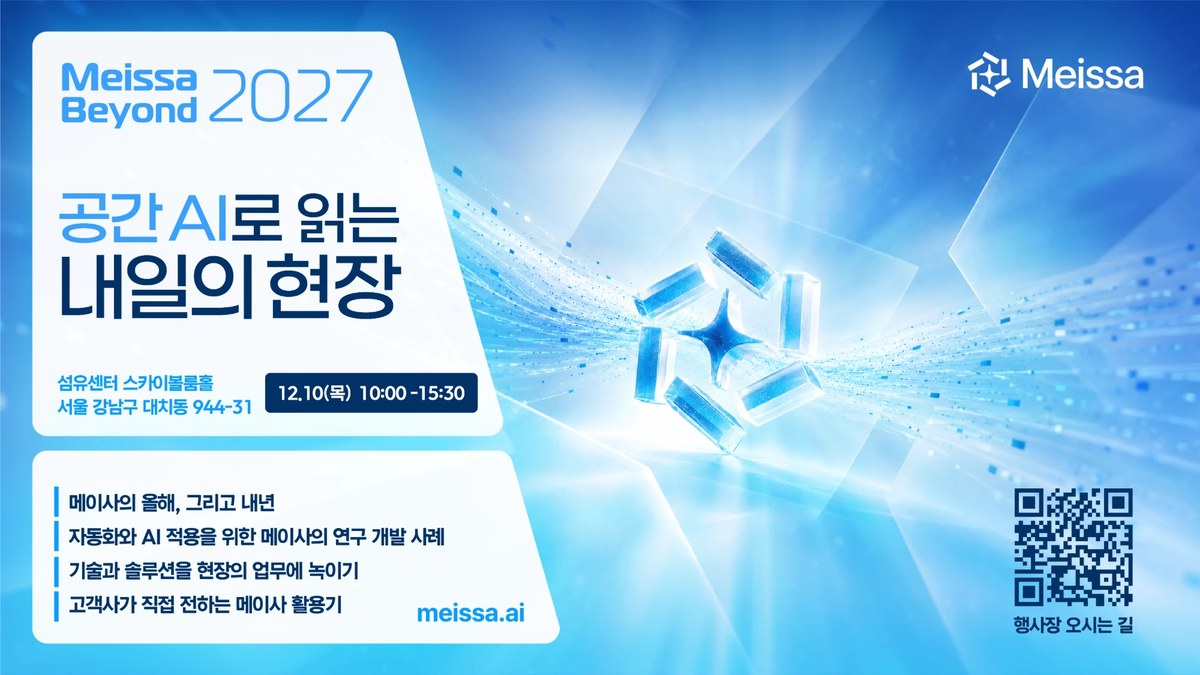 Meissa
Beyond 2027
Meissa
공간 AI로 읽는
내일의 현장
섬유센터 스카이볼룸홀
서울 강남구 대치동 944-31
12.10(목) 10:00 -15:30
메이사의 올해, 그리고 내년
자동화와 AI 적용을 위한 메이사의 연구 개발 사례
기술과 솔루션을 현장의 업무에 녹이기
고객사가 직접 전하는 메이사 활용기
meissa.ai
행사장 오시는 길